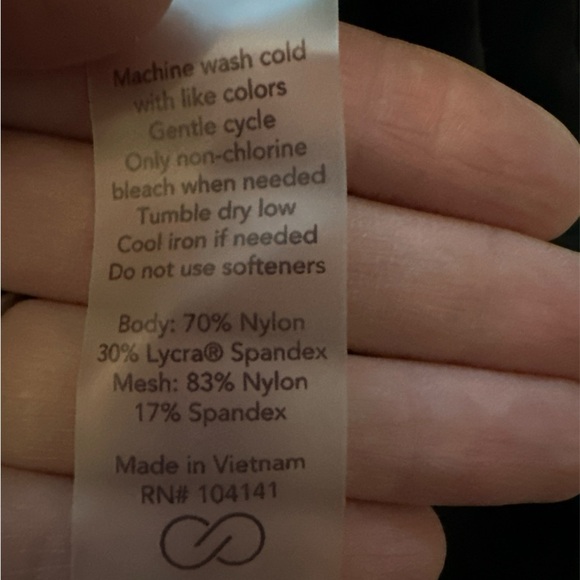 Machine wash cold
with like colors
Gentle cycle
Only non-chlorine
bleach when needed
Tumble dry low
Cool iron if needed
Do not use softeners
Body: 70% Nylon
30% Lycra® Spandex
Mesh: 83% Nylon
17% Spandex
Made in Vietnam
RN# 104141